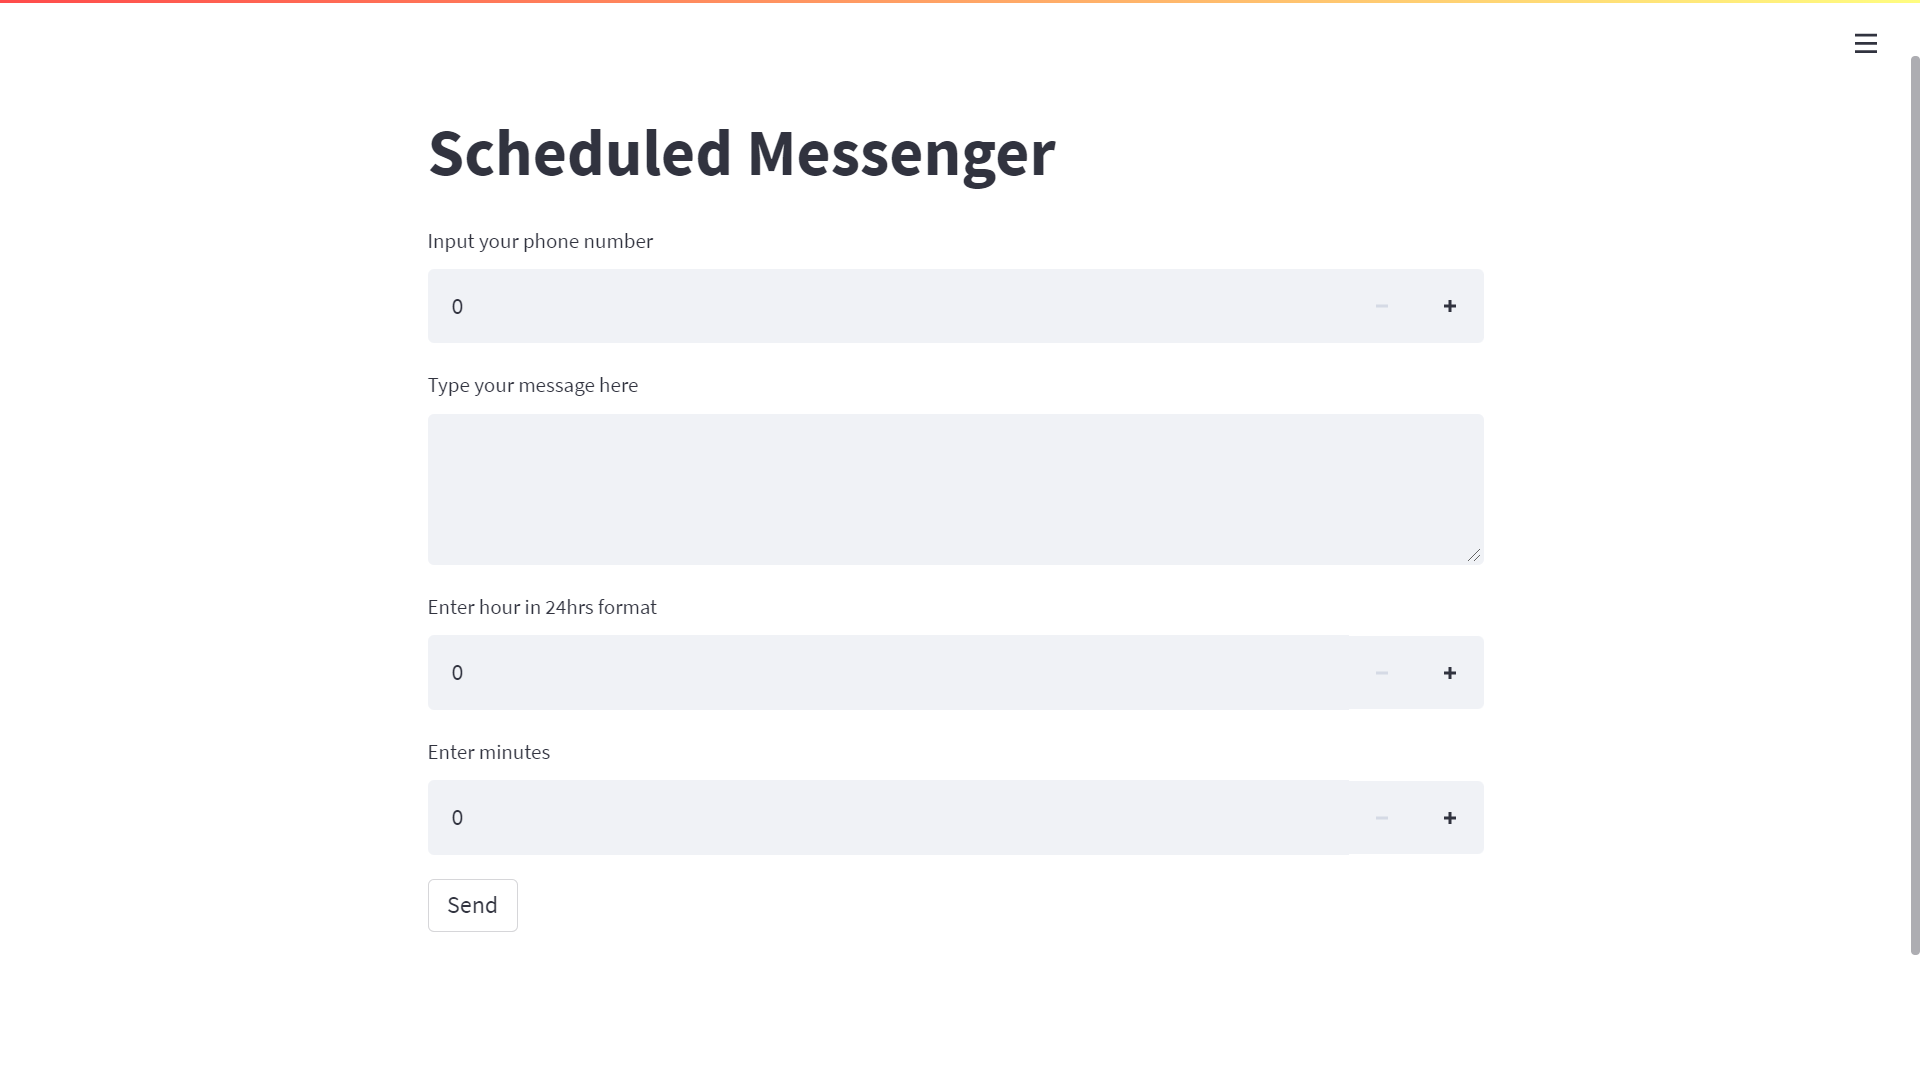 Scheduled Messenger
Input your phone number
0
Type your message here
Enter hour in 24hrs format
0
Enter minutes
0
Send